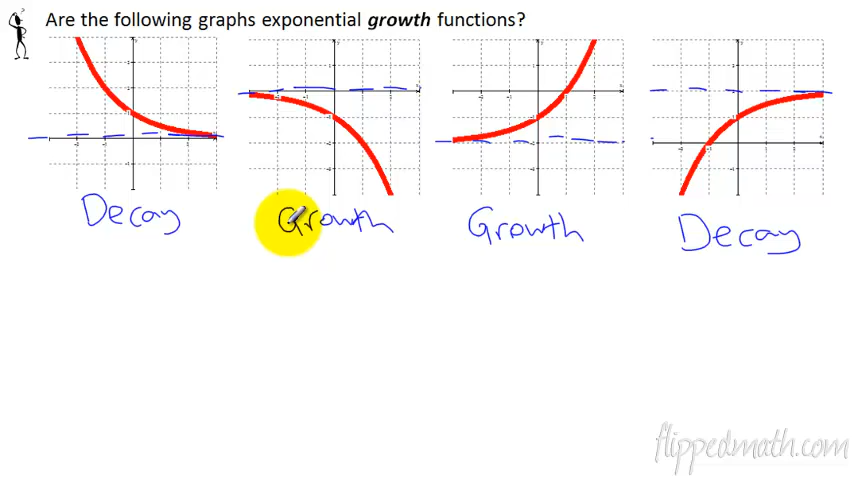 Are the following graphs exponential growth functions?
Decay
Growth
Growth
Decay
flippedmath.com